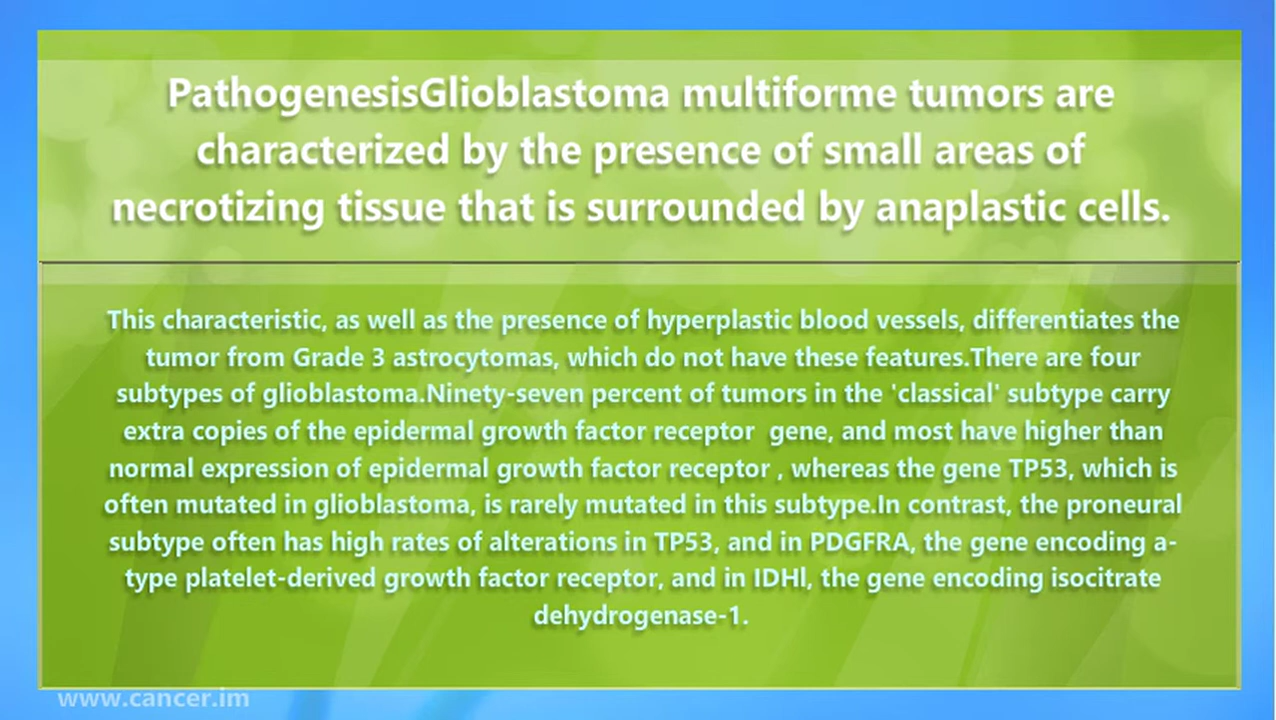 PathogenesisGlioblastoma multiforme tumors are
characterized by the presence of small areas of
necrotizing tissue that is surrounded by anaplastic cells.
This characteristic, as well as the presence of hyperplastic blood vessels, differentiates the
tumor from Grade 3 astrocytomas, which do not have these features.There are four
subtypes of glioblastoma.Ninety-seven percent of tumors in the 'classical' subtype carry
extra copies of the epidermal growth factor receptor  gene, and most have higher than
normal expression of epidermal growth factor receptor , whereas the gene TP53, which is
often mutated in glioblastoma, is rarely mutated in this subtype.In contrast, the proneural
subtype often has high rates of alterations in TP53, and in PDGFRA, the gene encoding a-
type platelet-derived growth factor receptor, and in IDHl, the gene encoding isocitrate
dehydrogenase-1.
www.cancer.im